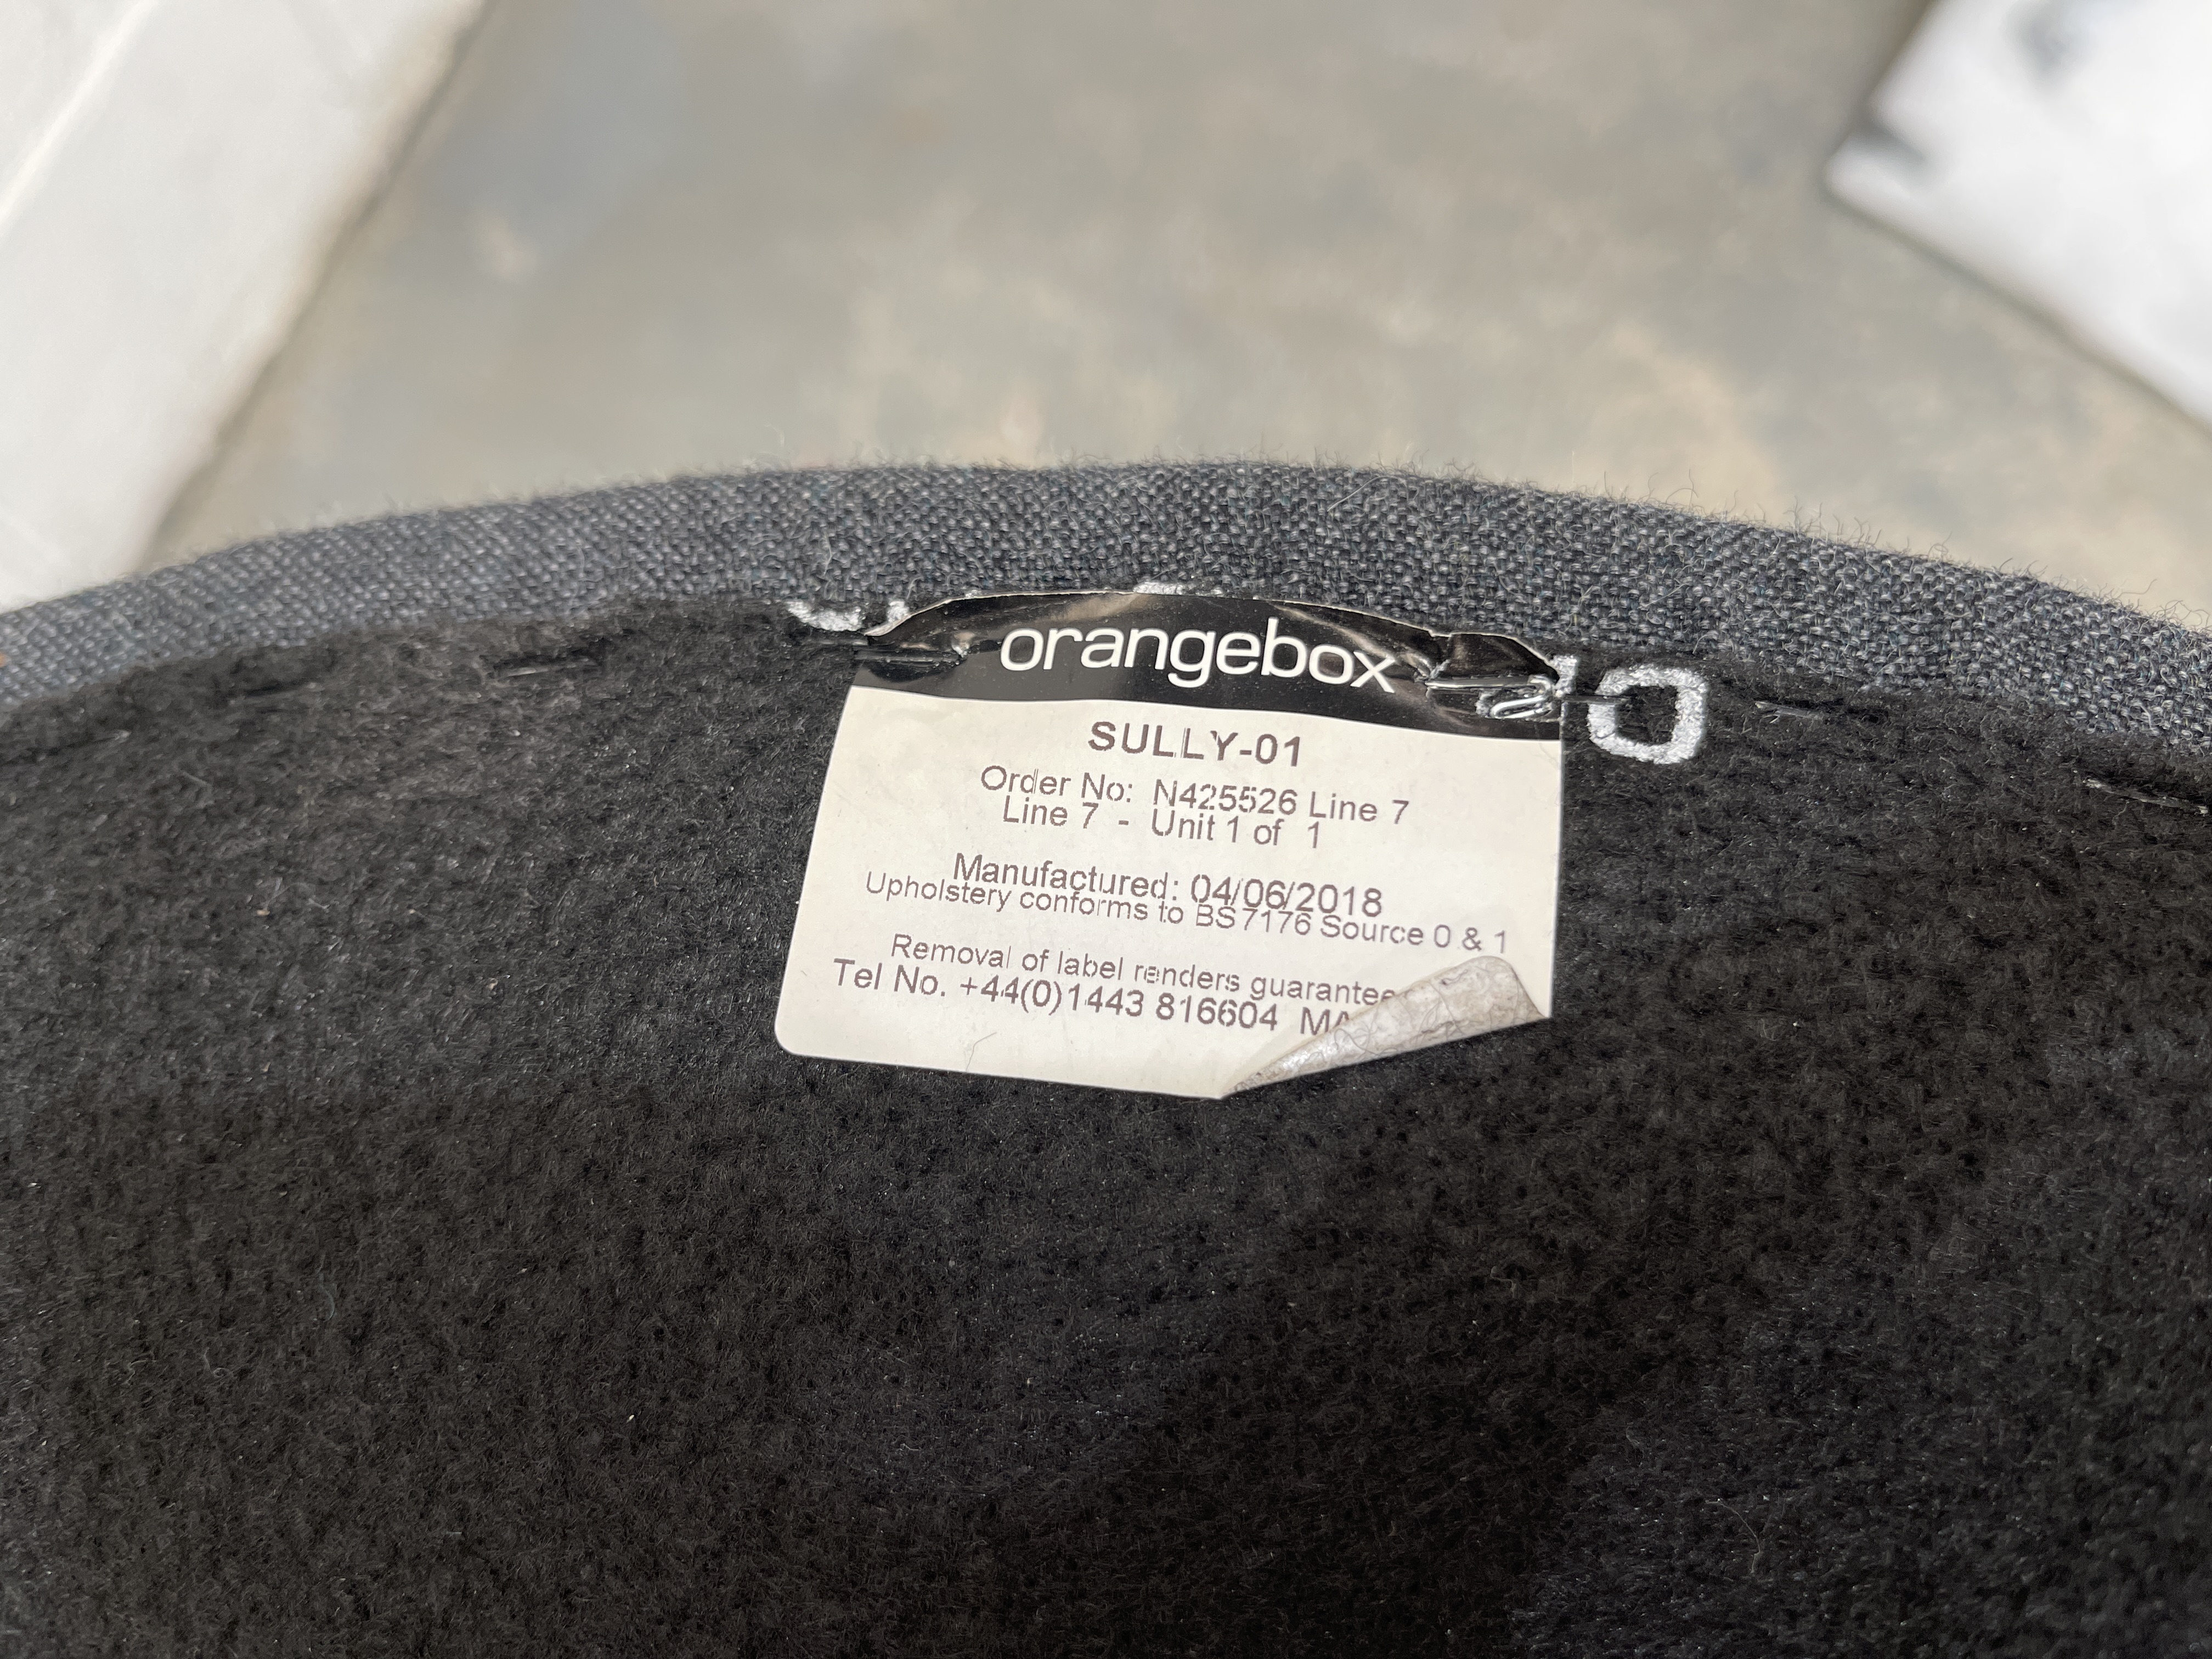 orangebox
SULLY-01
Order No: N425526 Line 7
Line 7 - Unit 1 of 1
Manufactured: 04/06/2018
Upholstery conforms to BS7176 Source 0 & 1
Removal of label renders guarantee
Tel No. +44(0)1443 816604